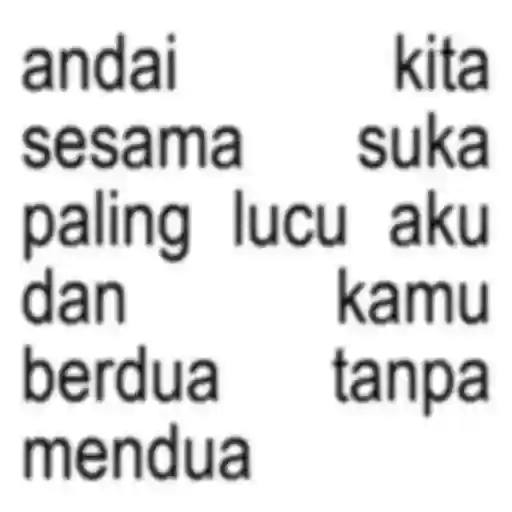 andai kita
sesama suka
paling lucu aku
dan kamu
berdua tanpa
mendua